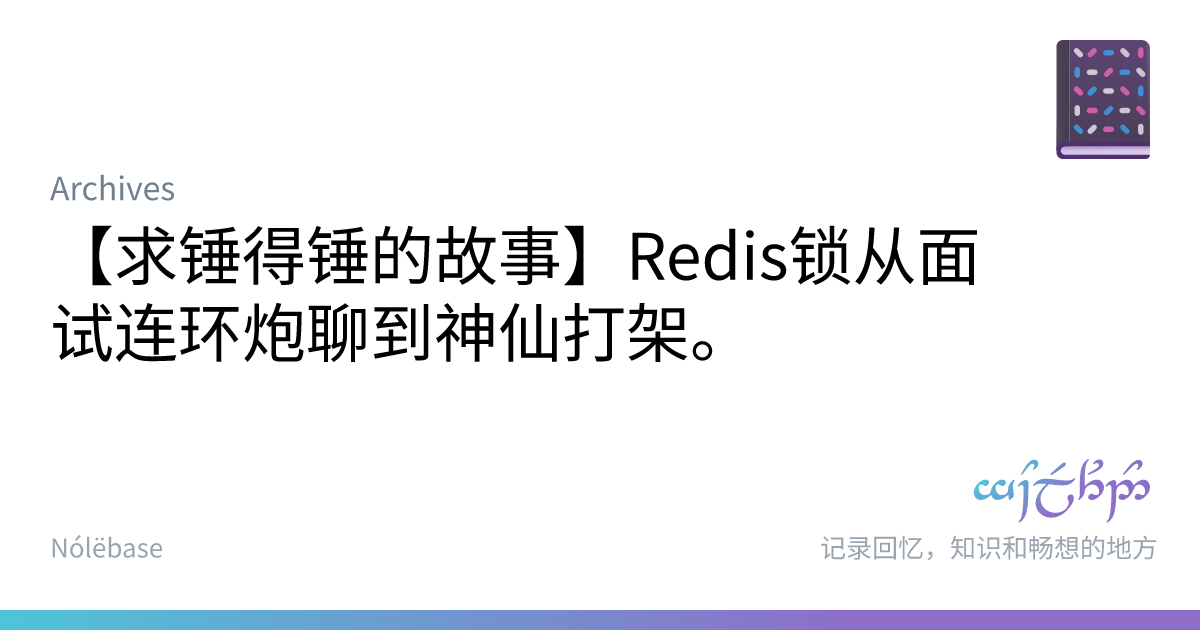 Archives
【求锤得锤的故事】Redis锁从面
试连环炮聊到神仙打架。
Nólëbase
记录回忆，知识和畅想的地方